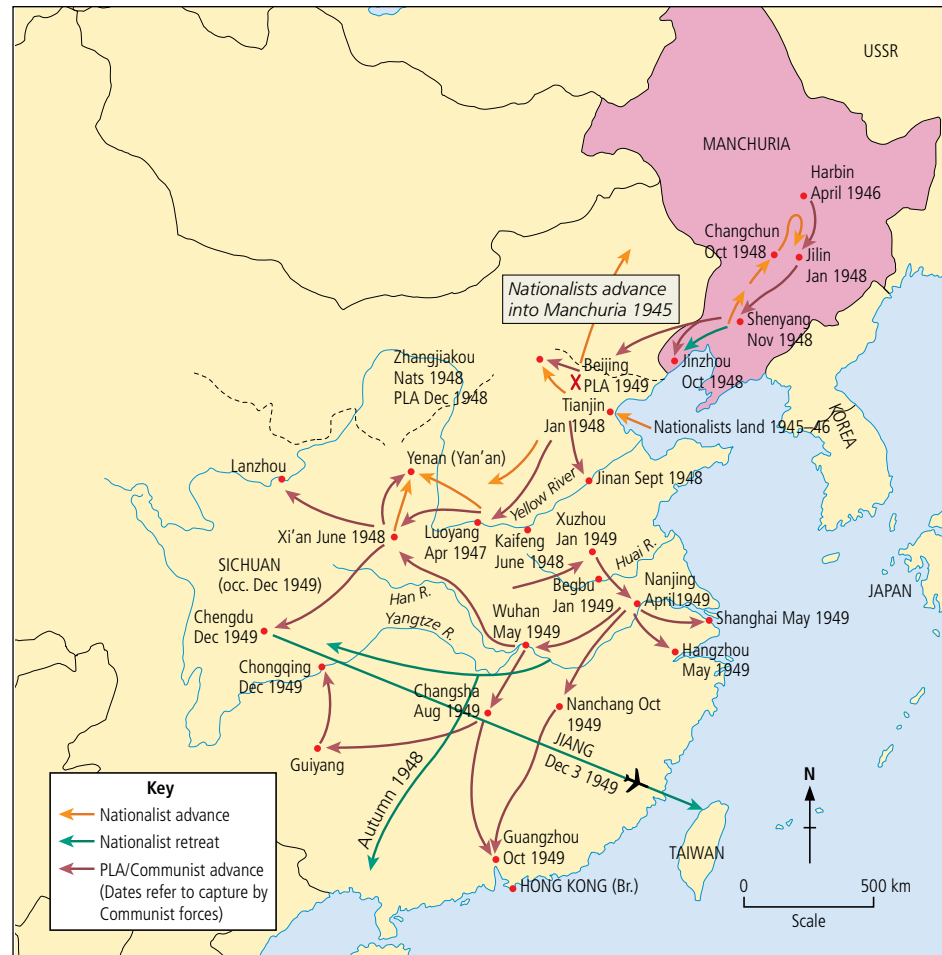 USSR
MANCHURIA
Harbin
April 1946
Changchun
Oct 1948
Jilin
Jan 1948
Nationalists advance
into Manchuria 1945
Shenyang
Nov 1948
Zhangjiakou
Nats 1948
PLA Dec 1948
Beijing
PLA 1949
X
Jinzhou
Oct 1948
Tianjin
Jan 1948
Nationalists land 1945–46
KOREA
Lanzhou
Yenan (Yan'an)
Jinan Sept 1948
Yellow River
Xi'an June 1948
Luoyang
Apr 1947
Kaifeng
June 1948
Xuzhou
Jan 1949
Huai R.
SICHUAN
(occ. Dec 1949)
Begbu
Jan 1949
Nanjing
April1949
JAPAN
Han R.
Yangtze R.
Wuhan
May 1949
Shanghai May 1949
Chengdu
Dec 1949
Hangzhou
May 1949
Chongqing
Dec 1949
Changsha
Aug 1949
Nanchang Oct
1949
JIANG
Dec 3 1949
Guiyang
Autumn 1948
Key
Nationalist advance
Nationalist retreat
PLA/Communist advance
(Dates refer to capture by
Communist forces)
Guangzhou
Oct 1949
HONG KONG (Br.)
TAIWAN
N
0 500 km
Scale